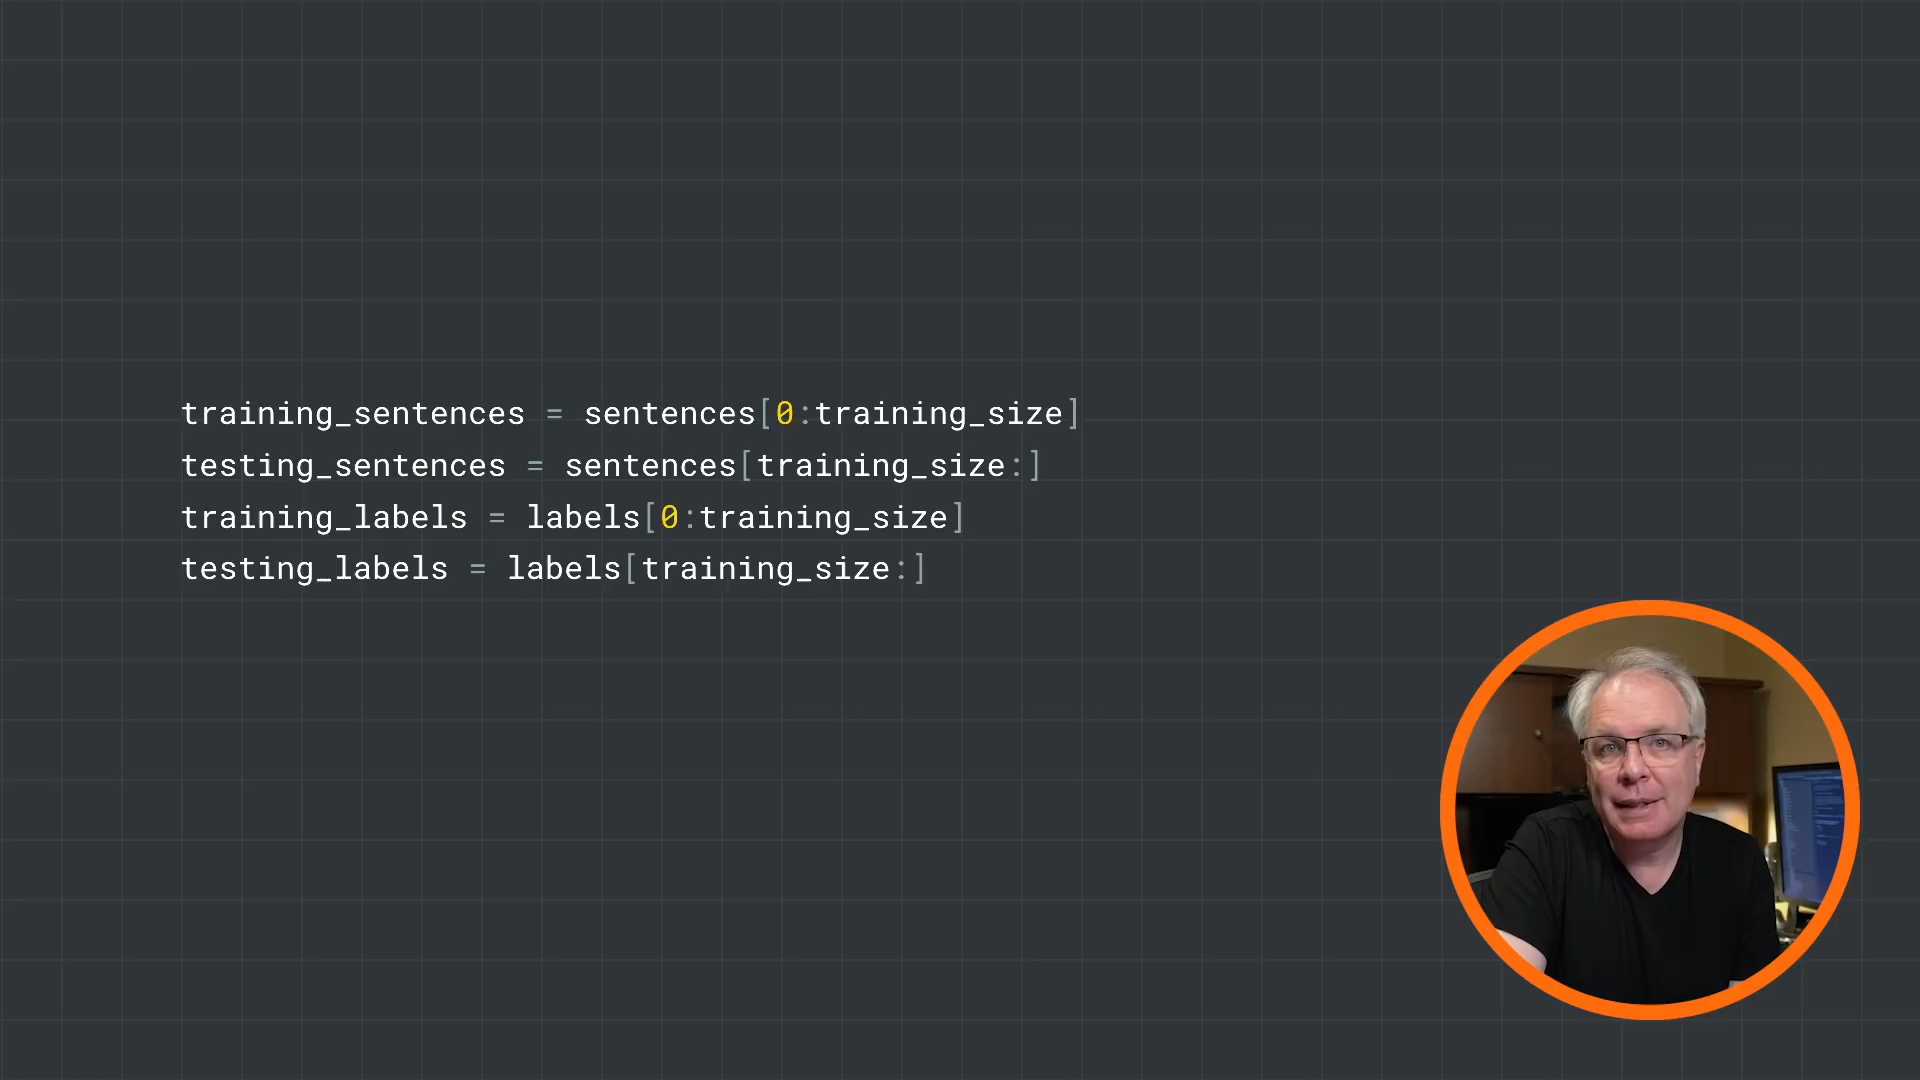 training_sentences = sentences[0:training_size]
testing_sentences = sentences[training_size:]
training_labels = labels[0:training_size]
testing_labels = labels[training_size:]